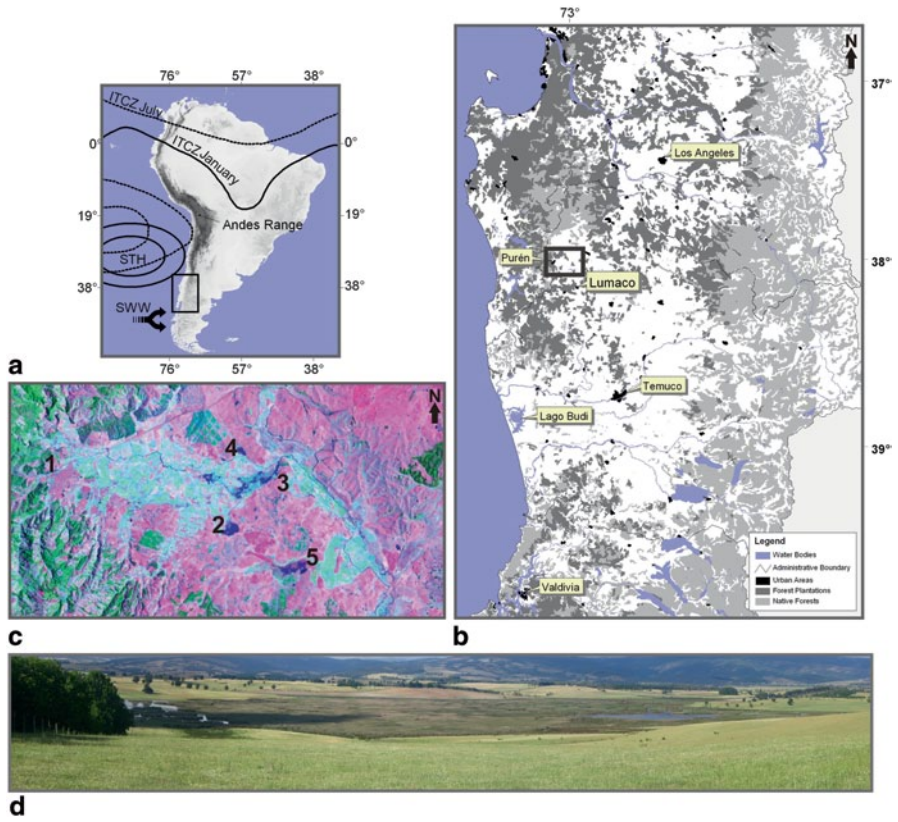 76° 57° 38°
ITCZ July
ITCZ January
0° 0°
19° 19°
Andes Range
STH
38° 38°
SWW
76° 57° 38°
a
73°
N
37°
Los Angeles
Purén
38°
Lumaco
Temuco
Lago Budi
39°
Valdivia
Legend
Water Bodies
Administrative Boundary
Urban Areas
Forest Plantations
Native Forests
b
N
1
4
3
2
5
c
d